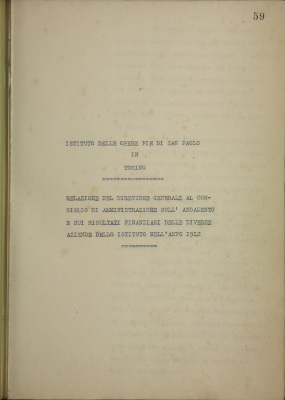 59
ISTITUTO DELLE OPERE PIE DI SAN PAOLO
IN
TORINO
=================
RELAZIONE DEL DIRETTORE GENERALE AL CON-
SIGLIO DI AMMINISTRAZIONE SULL' ANDAMENTO
E SUI RISULTATI FINANZIARI DELLE DIVERSE
AZIENDE DELLO ISTITUTO NELL'ANNO 1912
==========